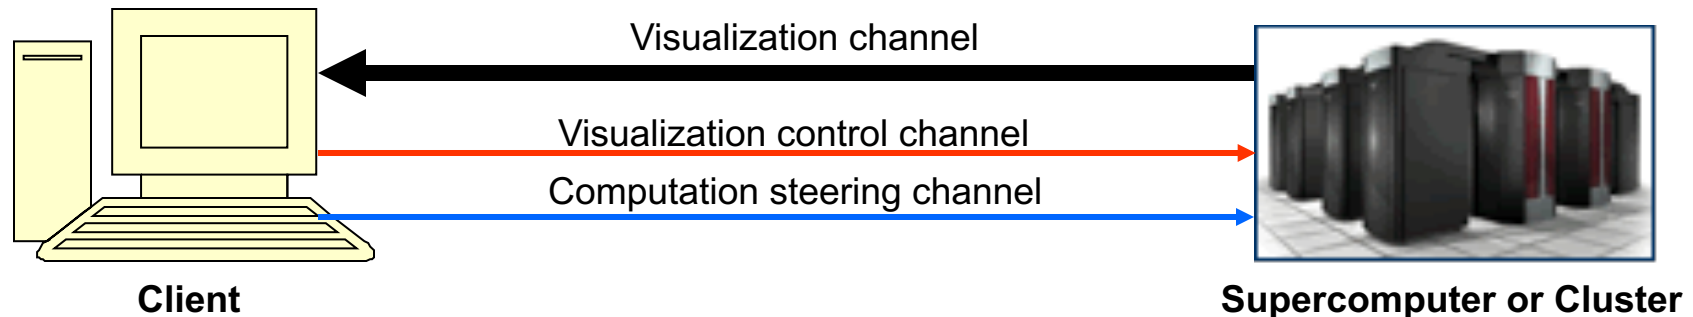 Visualization channel
Visualization control channel
Computation steering channel
Client
Supercomputer or Cluster